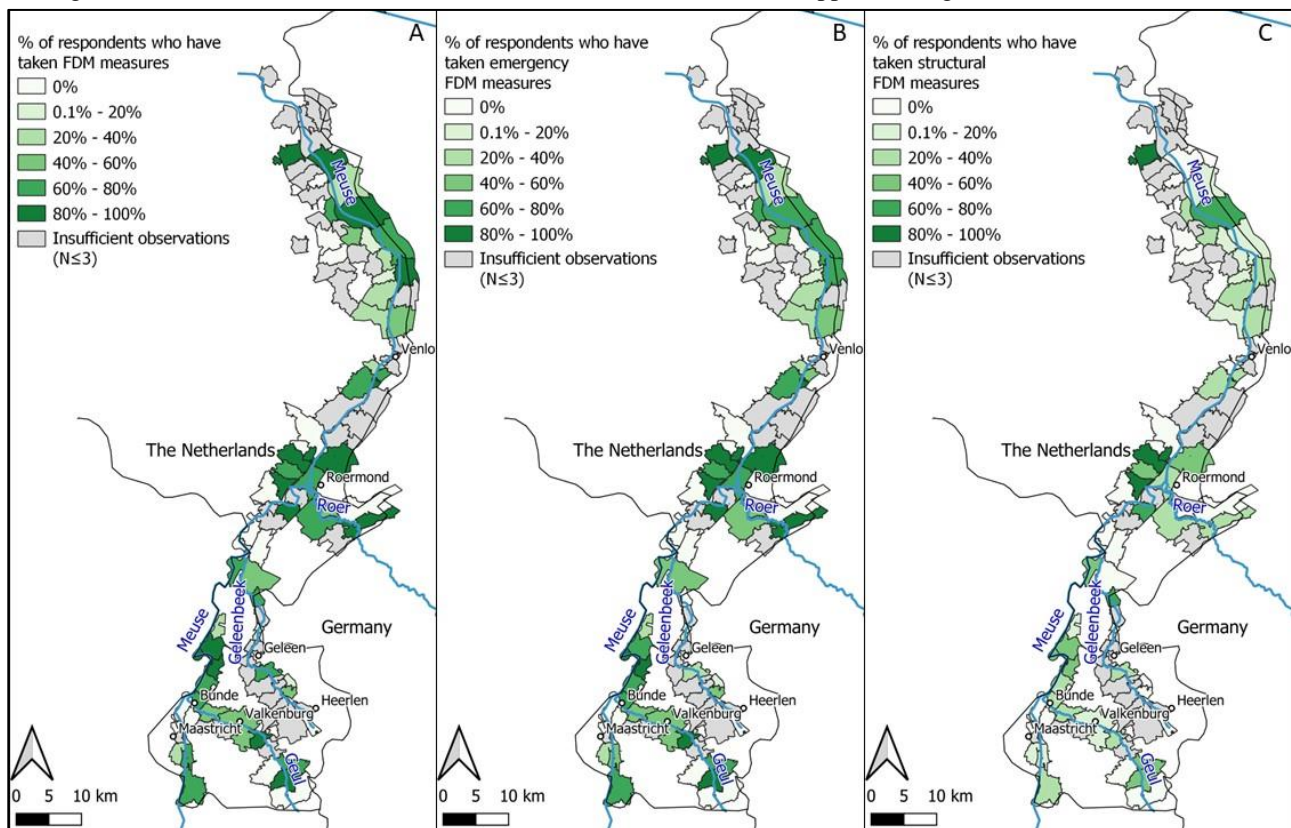 % of respondents who have
taken FDM measures
0%
0.1% - 20%
20% - 40%
40% - 60%
60% - 80%
80% - 100%
Insufficient observations
(N≤3)
A
Meuse
Venlo
The Netherlands
Roermond
Roer
Meuse
Geleenbeek
Germany
Geleen
Bunde
Heerlen
Valkenburg
Maastricht
Geul
0 5 10 km
% of respondents who have
taken emergency
FDM measures
0%
0.1% - 20%
20% - 40%
40% - 60%
60% - 80%
80% - 100%
Insufficient observations
(N≤3)
B
Meuse
Venlo
The Netherlands
Roermond
Roer
Meuse
Geleenbeek
Germany
Geleen
Bunde
Heerlen
Valkenburg
Maastricht
Geul
0 5 10 km
% of respondents who have
taken structural
FDM measures
0%
0.1% - 20%
20% - 40%
40% - 60%
60% - 80%
80% - 100%
Insufficient observations
(N≤3)
C
Meuse
Venlo
The Netherlands
Roermond
Roer
Meuse
Geleenbeek
Germany
Geleen
Bunde
Heerlen
Valkenburg
Maastricht
Geul
0 5 10 km